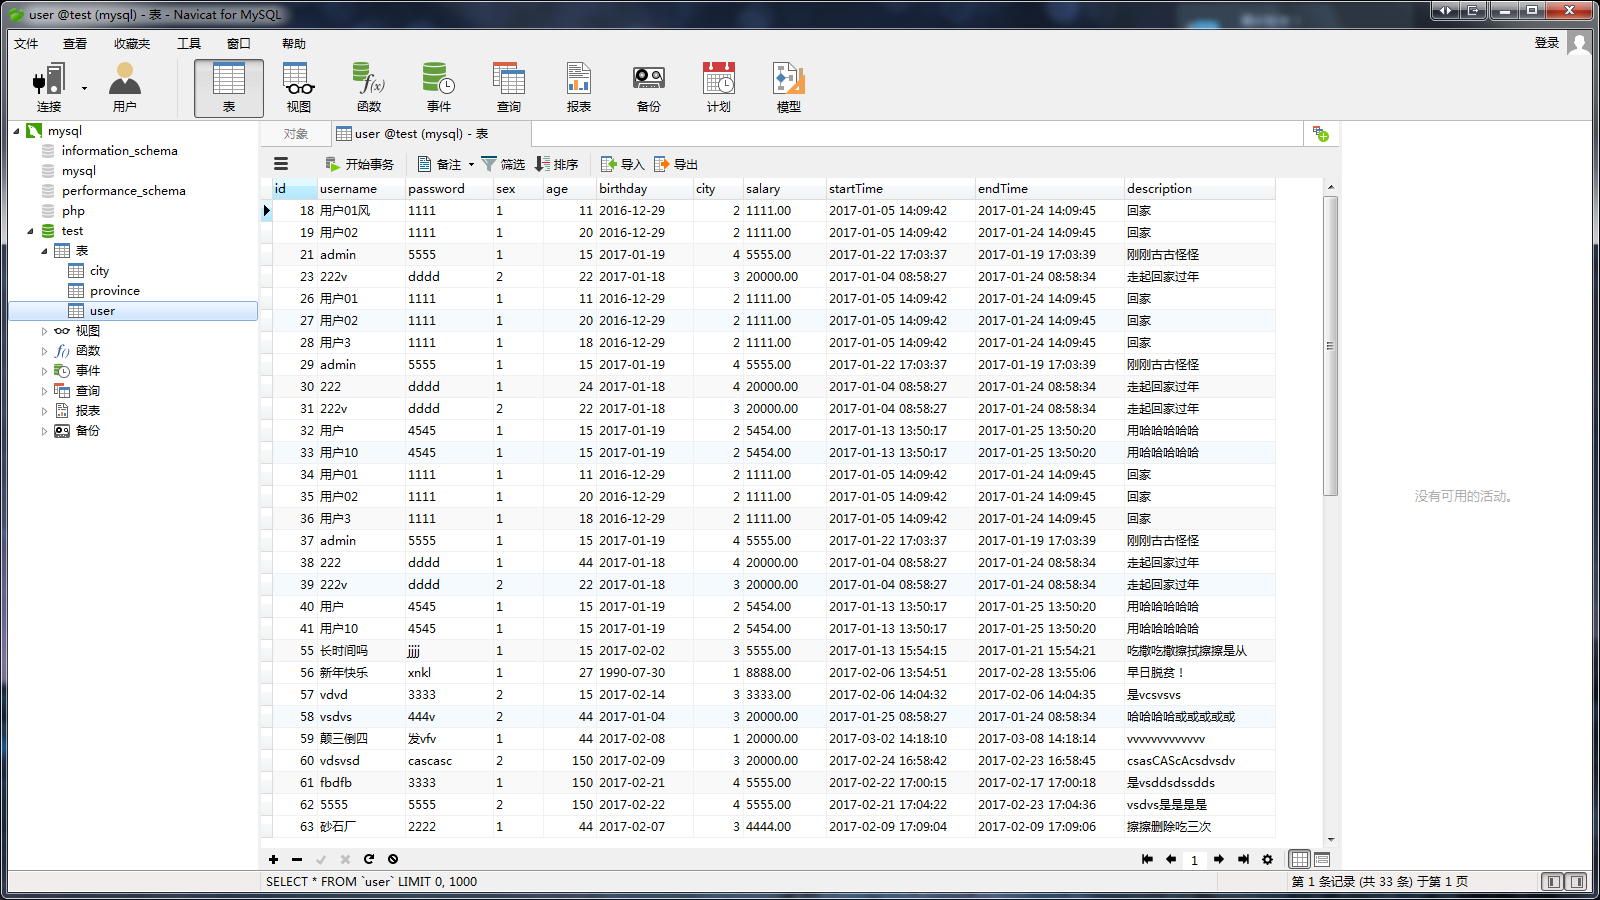 user @test (mysql) - 表 - Navicat for MySQL
文件 查看 收藏夹 工具 窗口 帮助 登录
连接 用户 表 视图 函数 事件 查询 报表 备份 计划 模型
mysql
information_schema
mysql
performance_schema
php
test
表
city
province
user
视图
函数
事件
查询
报表
备份
对象 user @test (mysql) - 表
开始事务 备注 筛选 排序 导入 导出
id username password sex age birthday city salary startTime endTime description
18 用户01风 1111 1 11 2016-12-29 2 1111.00 2017-01-05 14:09:42 2017-01-24 14:09:45 回家
19 用户02 1111 1 20 2016-12-29 2 1111.00 2017-01-05 14:09:42 2017-01-24 14:09:45 回家
21 admin 5555 1 15 2017-01-19 4 5555.00 2017-01-22 17:03:37 2017-01-19 17:03:39 刚刚古古怪怪
23 222v dddd 2 22 2017-01-18 3 20000.00 2017-01-04 08:58:27 2017-01-24 08:58:34 走起回家过年
26 用户01 1111 1 11 2016-12-29 2 1111.00 2017-01-05 14:09:42 2017-01-24 14:09:45 回家
27 用户02 1111 1 20 2016-12-29 2 1111.00 2017-01-05 14:09:42 2017-01-24 14:09:45 回家
28 用户3 1111 1 18 2016-12-29 2 1111.00 2017-01-05 14:09:42 2017-01-24 14:09:45 回家
29 admin 5555 1 15 2017-01-19 4 5555.00 2017-01-22 17:03:37 2017-01-19 17:03:39 刚刚古古怪怪
30 222 dddd 1 24 2017-01-18 4 20000.00 2017-01-04 08:58:27 2017-01-24 08:58:34 走起回家过年
31 222v dddd 2 22 2017-01-18 3 20000.00 2017-01-04 08:58:27 2017-01-24 08:58:34 走起回家过年
32 用户 4545 1 15 2017-01-19 2 5454.00 2017-01-13 13:50:17 2017-01-25 13:50:20 用哈哈哈哈哈
33 用户10 4545 1 15 2017-01-19 2 5454.00 2017-01-13 13:50:17 2017-01-25 13:50:20 用哈哈哈哈哈
34 用户01 1111 1 11 2016-12-29 2 1111.00 2017-01-05 14:09:42 2017-01-24 14:09:45 回家
35 用户02 1111 1 20 2016-12-29 2 1111.00 2017-01-05 14:09:42 2017-01-24 14:09:45 回家
36 用户3 1111 1 18 2016-12-29 2 1111.00 2017-01-05 14:09:42 2017-01-24 14:09:45 回家
37 admin 5555 1 15 2017-01-19 4 5555.00 2017-01-22 17:03:37 2017-01-19 17:03:39 刚刚古古怪怪
38 222 dddd 1 44 2017-01-18 4 20000.00 2017-01-04 08:58:27 2017-01-24 08:58:34 走起回家过年
39 222v dddd 2 22 2017-01-18 3 20000.00 2017-01-04 08:58:27 2017-01-24 08:58:34 走起回家过年
40 用户 4545 1 15 2017-01-19 2 5454.00 2017-01-13 13:50:17 2017-01-25 13:50:20 用哈哈哈哈哈
41 用户10 4545 1 15 2017-01-19 2 5454.00 2017-01-13 13:50:17 2017-01-25 13:50:20 用哈哈哈哈哈
55 长时间吗 jjjj 1 15 2017-02-02 3 5555.00 2017-01-13 15:54:15 2017-01-21 15:54:21 吃撒吃撒擦拭擦擦是从
56 新年快乐 xnkl 1 27 1990-07-30 1 8888.00 2017-02-06 13:54:51 2017-02-28 13:55:06 早日脱贫！
57 vdvd 3333 2 15 2017-02-14 3 3333.00 2017-02-06 14:04:32 2017-02-06 14:04:35 是vcsvsvs
58 vsdvs 444v 2 44 2017-01-04 3 20000.00 2017-01-25 08:58:27 2017-01-24 08:58:34 哈哈哈哈或或或或或
59 颠三倒四 发vfv 1 44 2017-02-08 1 20000.00 2017-03-02 14:18:10 2017-03-08 14:18:14 vvvvvvvvvvvvv
60 vdsvsd cascasc 2 150 2017-02-09 3 20000.00 2017-02-24 16:58:42 2017-02-23 16:58:45 csasCAScAcsdvsdv
61 fbdfb 3333 1 150 2017-02-21 4 5555.00 2017-02-22 17:00:15 2017-02-17 17:00:18 是vsddsdssdds
62 5555 5555 2 150 2017-02-22 4 5555.00 2017-02-21 17:04:22 2017-02-23 17:04:36 vsdvs是是是是
63 砂石厂 2222 1 44 2017-02-07 3 4444.00 2017-02-09 17:09:04 2017-02-09 17:09:06 擦擦删除吃三次
没有可用的活动。
1
SELECT * FROM `user` LIMIT 0, 1000 第 1 条记录 (共 33 条) 于第 1 页